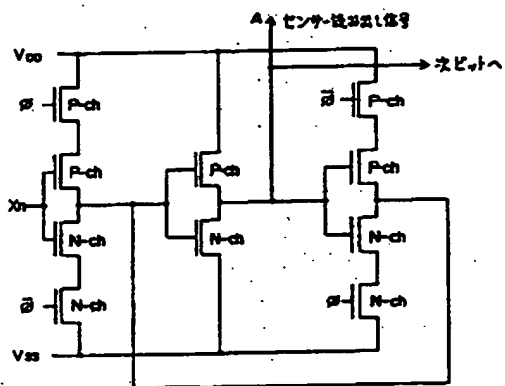 A センサー読み出し信号
VDD
次ビットへ
ø P-ch
ø̅ P-ch
P-ch
P-ch
P-ch
Xn
N-ch
N-ch
N-ch
ø̅ N-ch
ø N-ch
VSS